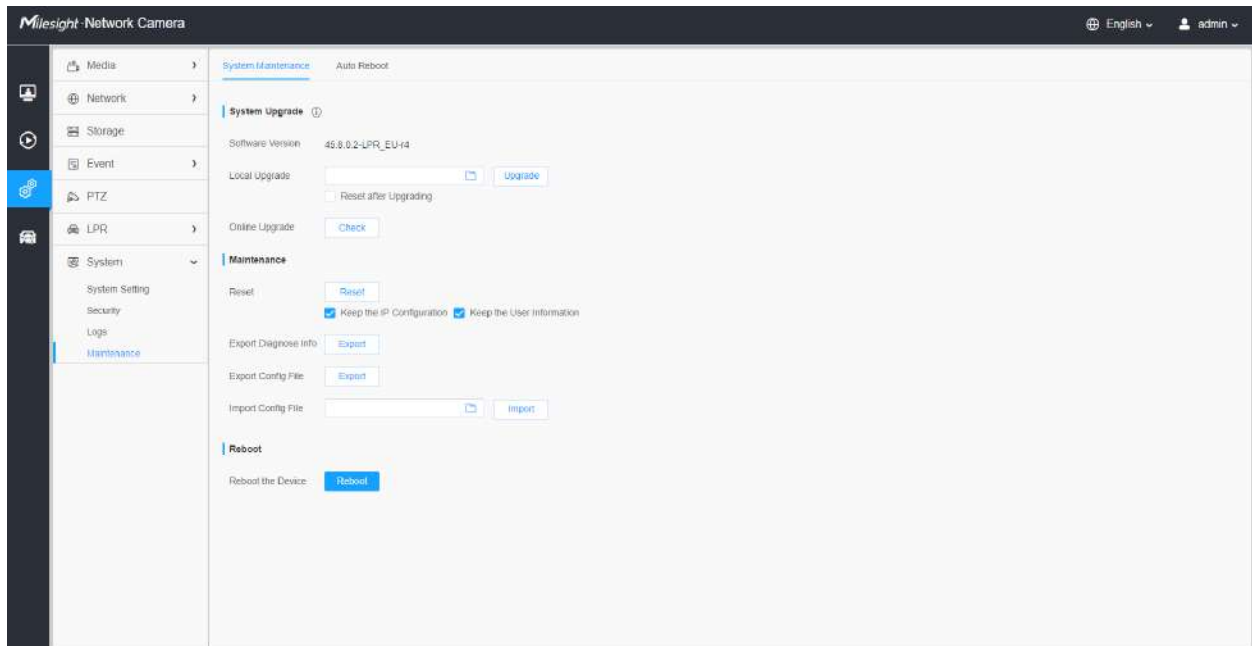 Milesight-Network Camera
English
admin
Media
Network
Storage
Event
PTZ
LPR
System
System Setting
Security
Logs
Maintenance
System Maintenance
Auto Reboot
System Upgrade
Software Version 45.8.0.2-LPR_EU-r4
Local Upgrade Upgrade
Reset after Upgrading
Online Upgrade Check
Maintenance
Reset Reset
Keep the IP Configuration Keep the User Information
Export Diagnose Info Export
Export Config File Export
Import Config File Import
Reboot
Reboot the Device Reboot